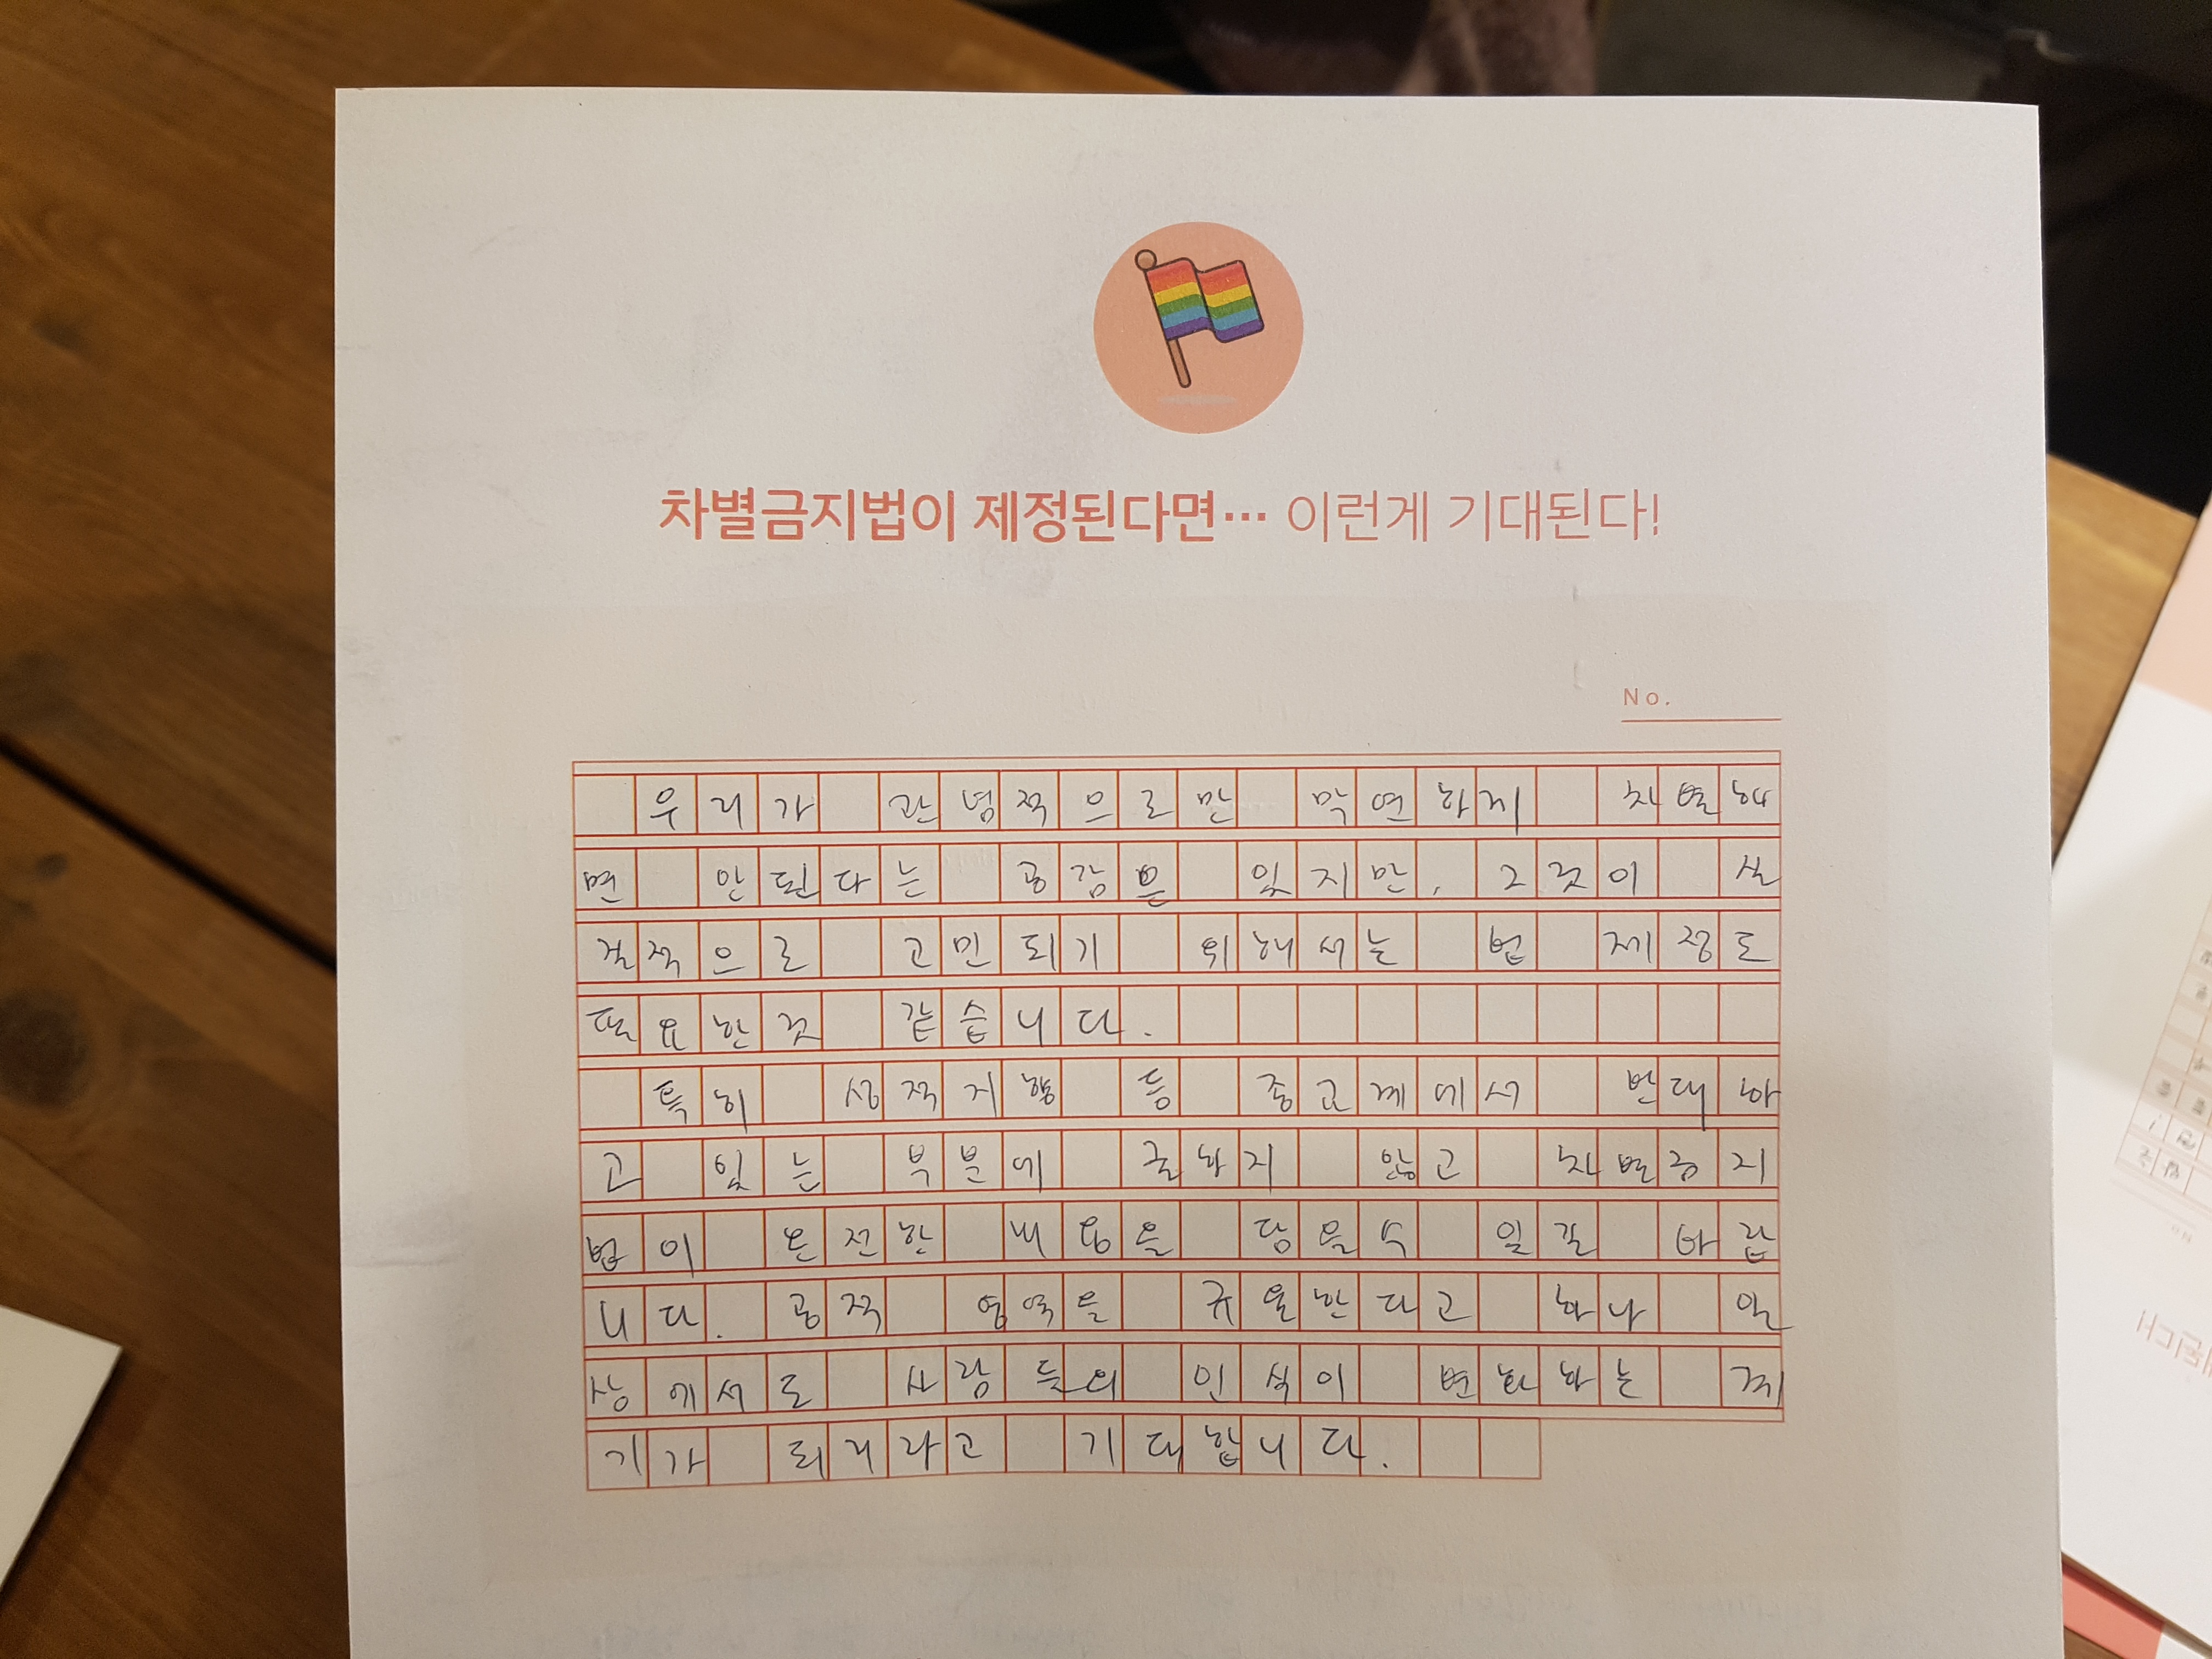 차별금지법이 제정된다면… 이런게 기대된다!
No.
우리가 관념적으로만 막연하게 차별해
면 안된다는 공감은 있지만, 그것이 실
질적으로 고민되기 위해서는 법 제정도
필요한것 같습니다.
특히 성적지향 등 종교계에서 반대하
고 있는 부분에 굴하지 않고 차별금지
법이 온전한 내용을 담을수 있길 바랍
니다. 공적 영역을 규율한다고 하나 일
상에서도 사람들의 인식이 변화하는 계
기가 되리라고 기대합니다.